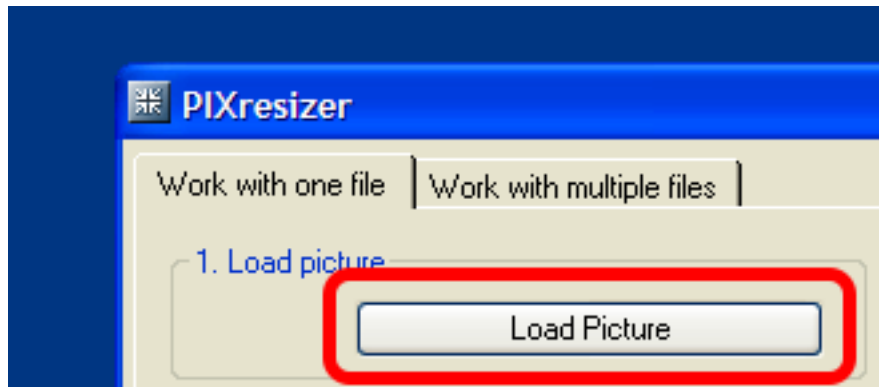 PIXresizer
Work with one file Work with multiple files
1. Load picture
Load Picture